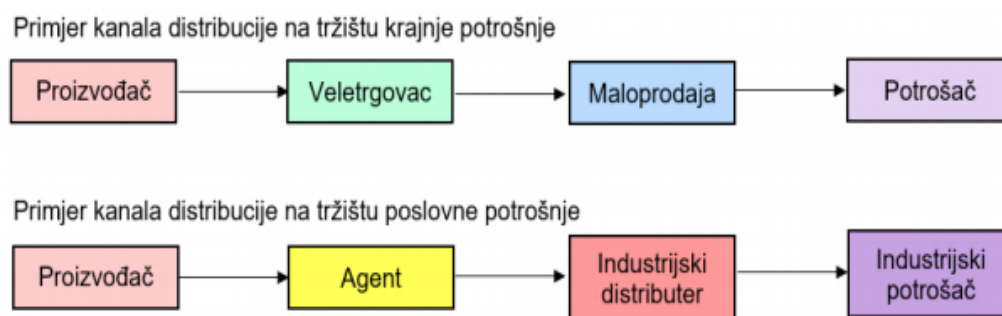 Primjer kanala distribucije na tržištu krajnje potrošnje
Proizvođač
Veletrgovac
Maloprodaja
Potrošač
Primjer kanala distribucije na tržištu poslovne potrošnje
Proizvođač
Agent
Industrijski
distributer
Industrijski
potrošač